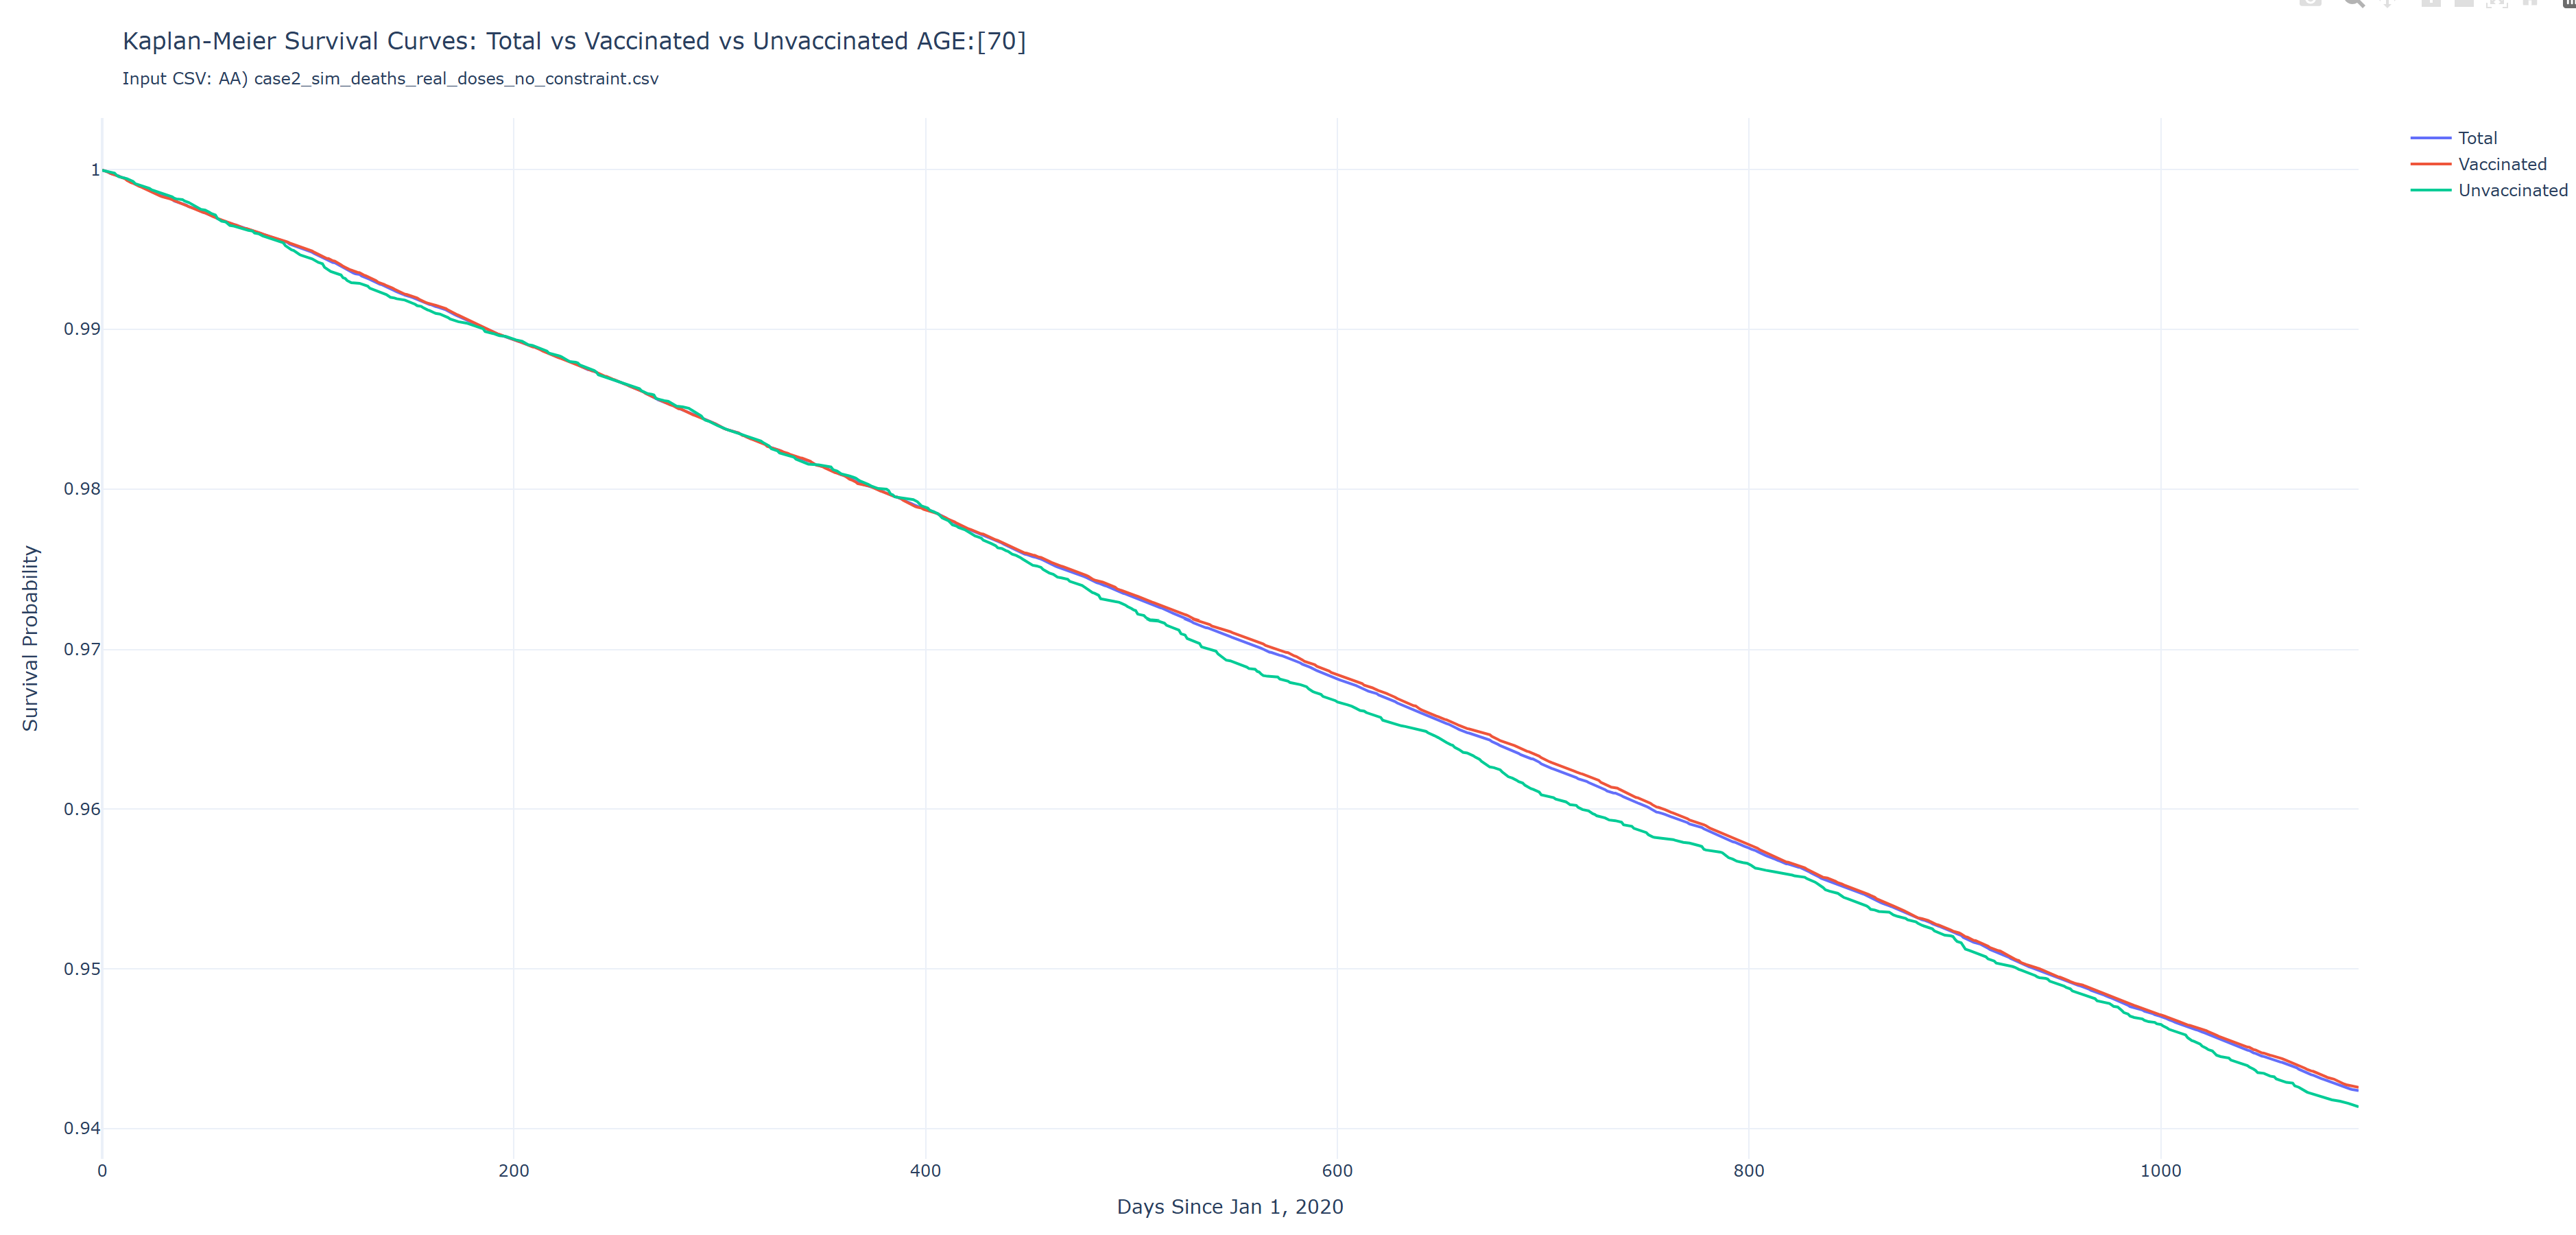 Kaplan-Meier Survival Curves: Total vs Vaccinated vs Unvaccinated AGE:[70]
Input CSV: AA) case2_sim_deaths_real_doses_no_constraint.csv
Total
Vaccinated
Unvaccinated
1
0.99
0.98
0.97
0.96
0.95
0.94
Survival Probability
0
200
400
600
800
1000
Days Since Jan 1, 2020